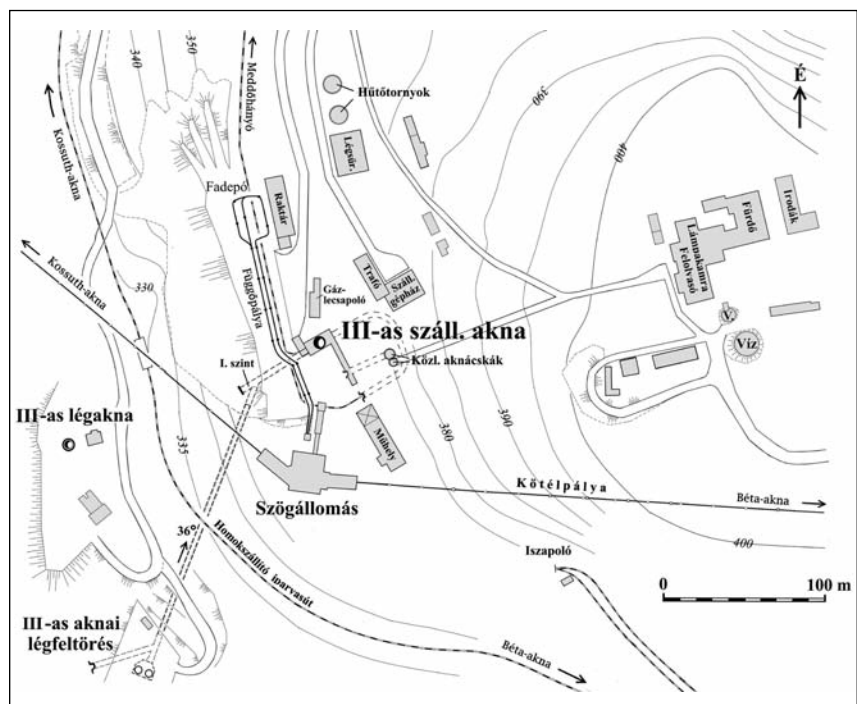 340
350
Meddőhányó
Hűtőtornyok
390
É
Kossuth-akna
Légsűr.
400
Fadepó
Raktár
Fürdő
Irodák
Lámpakamra
Felolvasó
Függőpálya
Trafó
Száll.
gépház
Kossuth-akna
330
Gáz-
lecsapoló
V.
III-as száll. akna
Víz
I. szint
Közl. aknácskák
III-as légakna
335
Műhely
380
390
Kötélpálya
Béta-akna
Szögállomás
400
36°
Homokszállító iparvasút
Iszapoló
0
100 m
III-as aknai
légfeltörés
Béta-akna